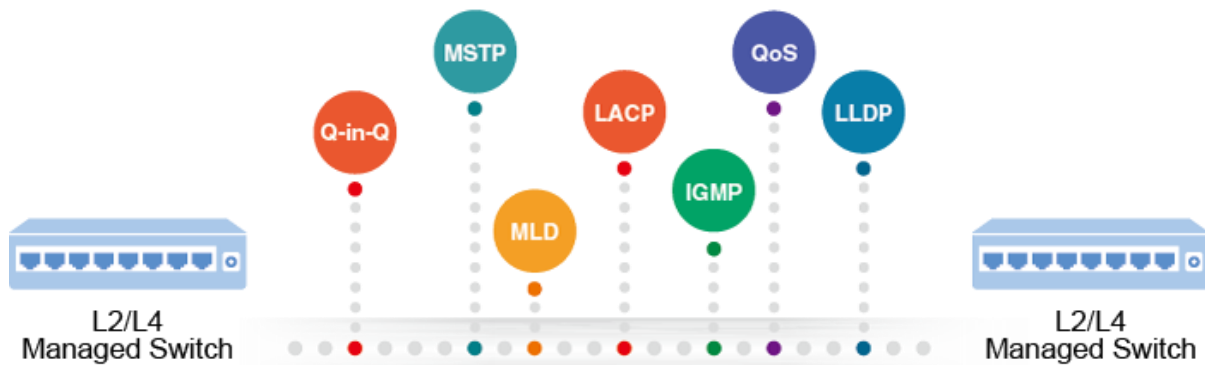 Q-in-Q
MSTP
MLD
LACP
IGMP
QoS
LLDP
L2/L4
Managed Switch
L2/L4
Managed Switch